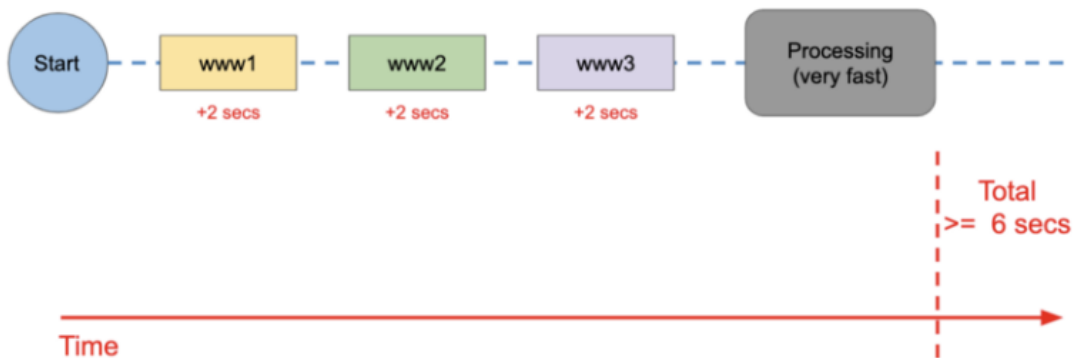 Start
www1
www2
www3
Processing
(very fast)
+2 secs
+2 secs
+2 secs
Total
>= 6 secs
Time